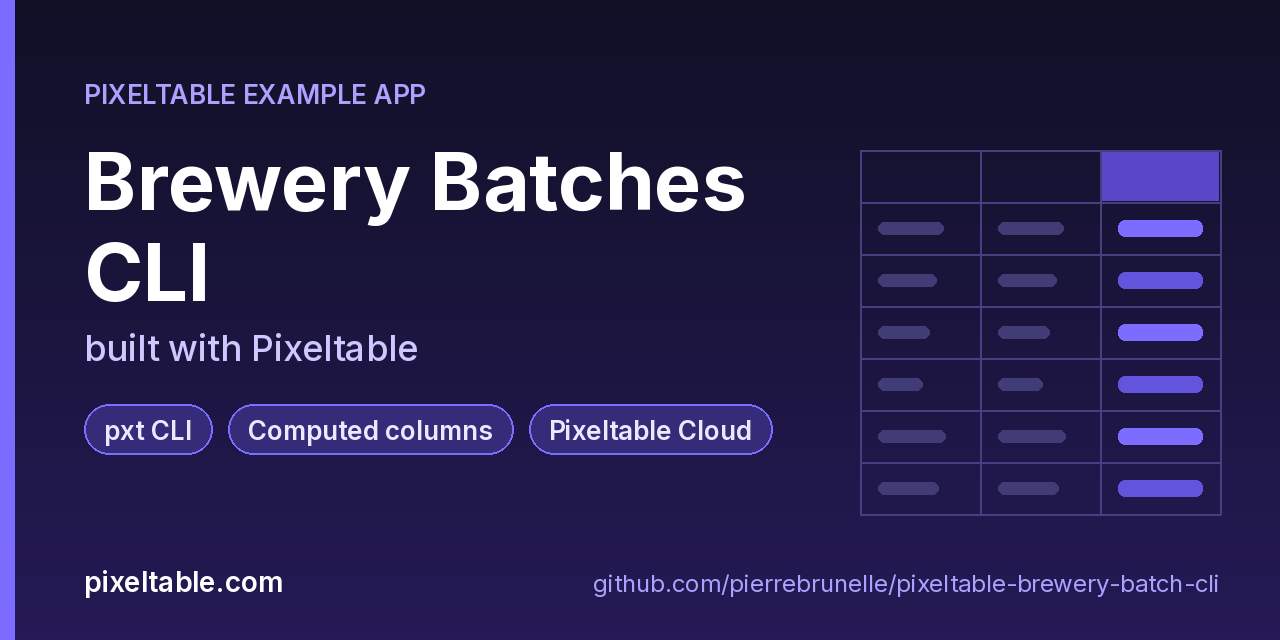 PIXELTABLE EXAMPLE APP
Brewery Batches
CLI
built with Pixeltable
pxt CLI
Computed columns
Pixeltable Cloud
pixeltable.com
github.com/pierrebrunelle/pixeltable-brewery-batch-cli